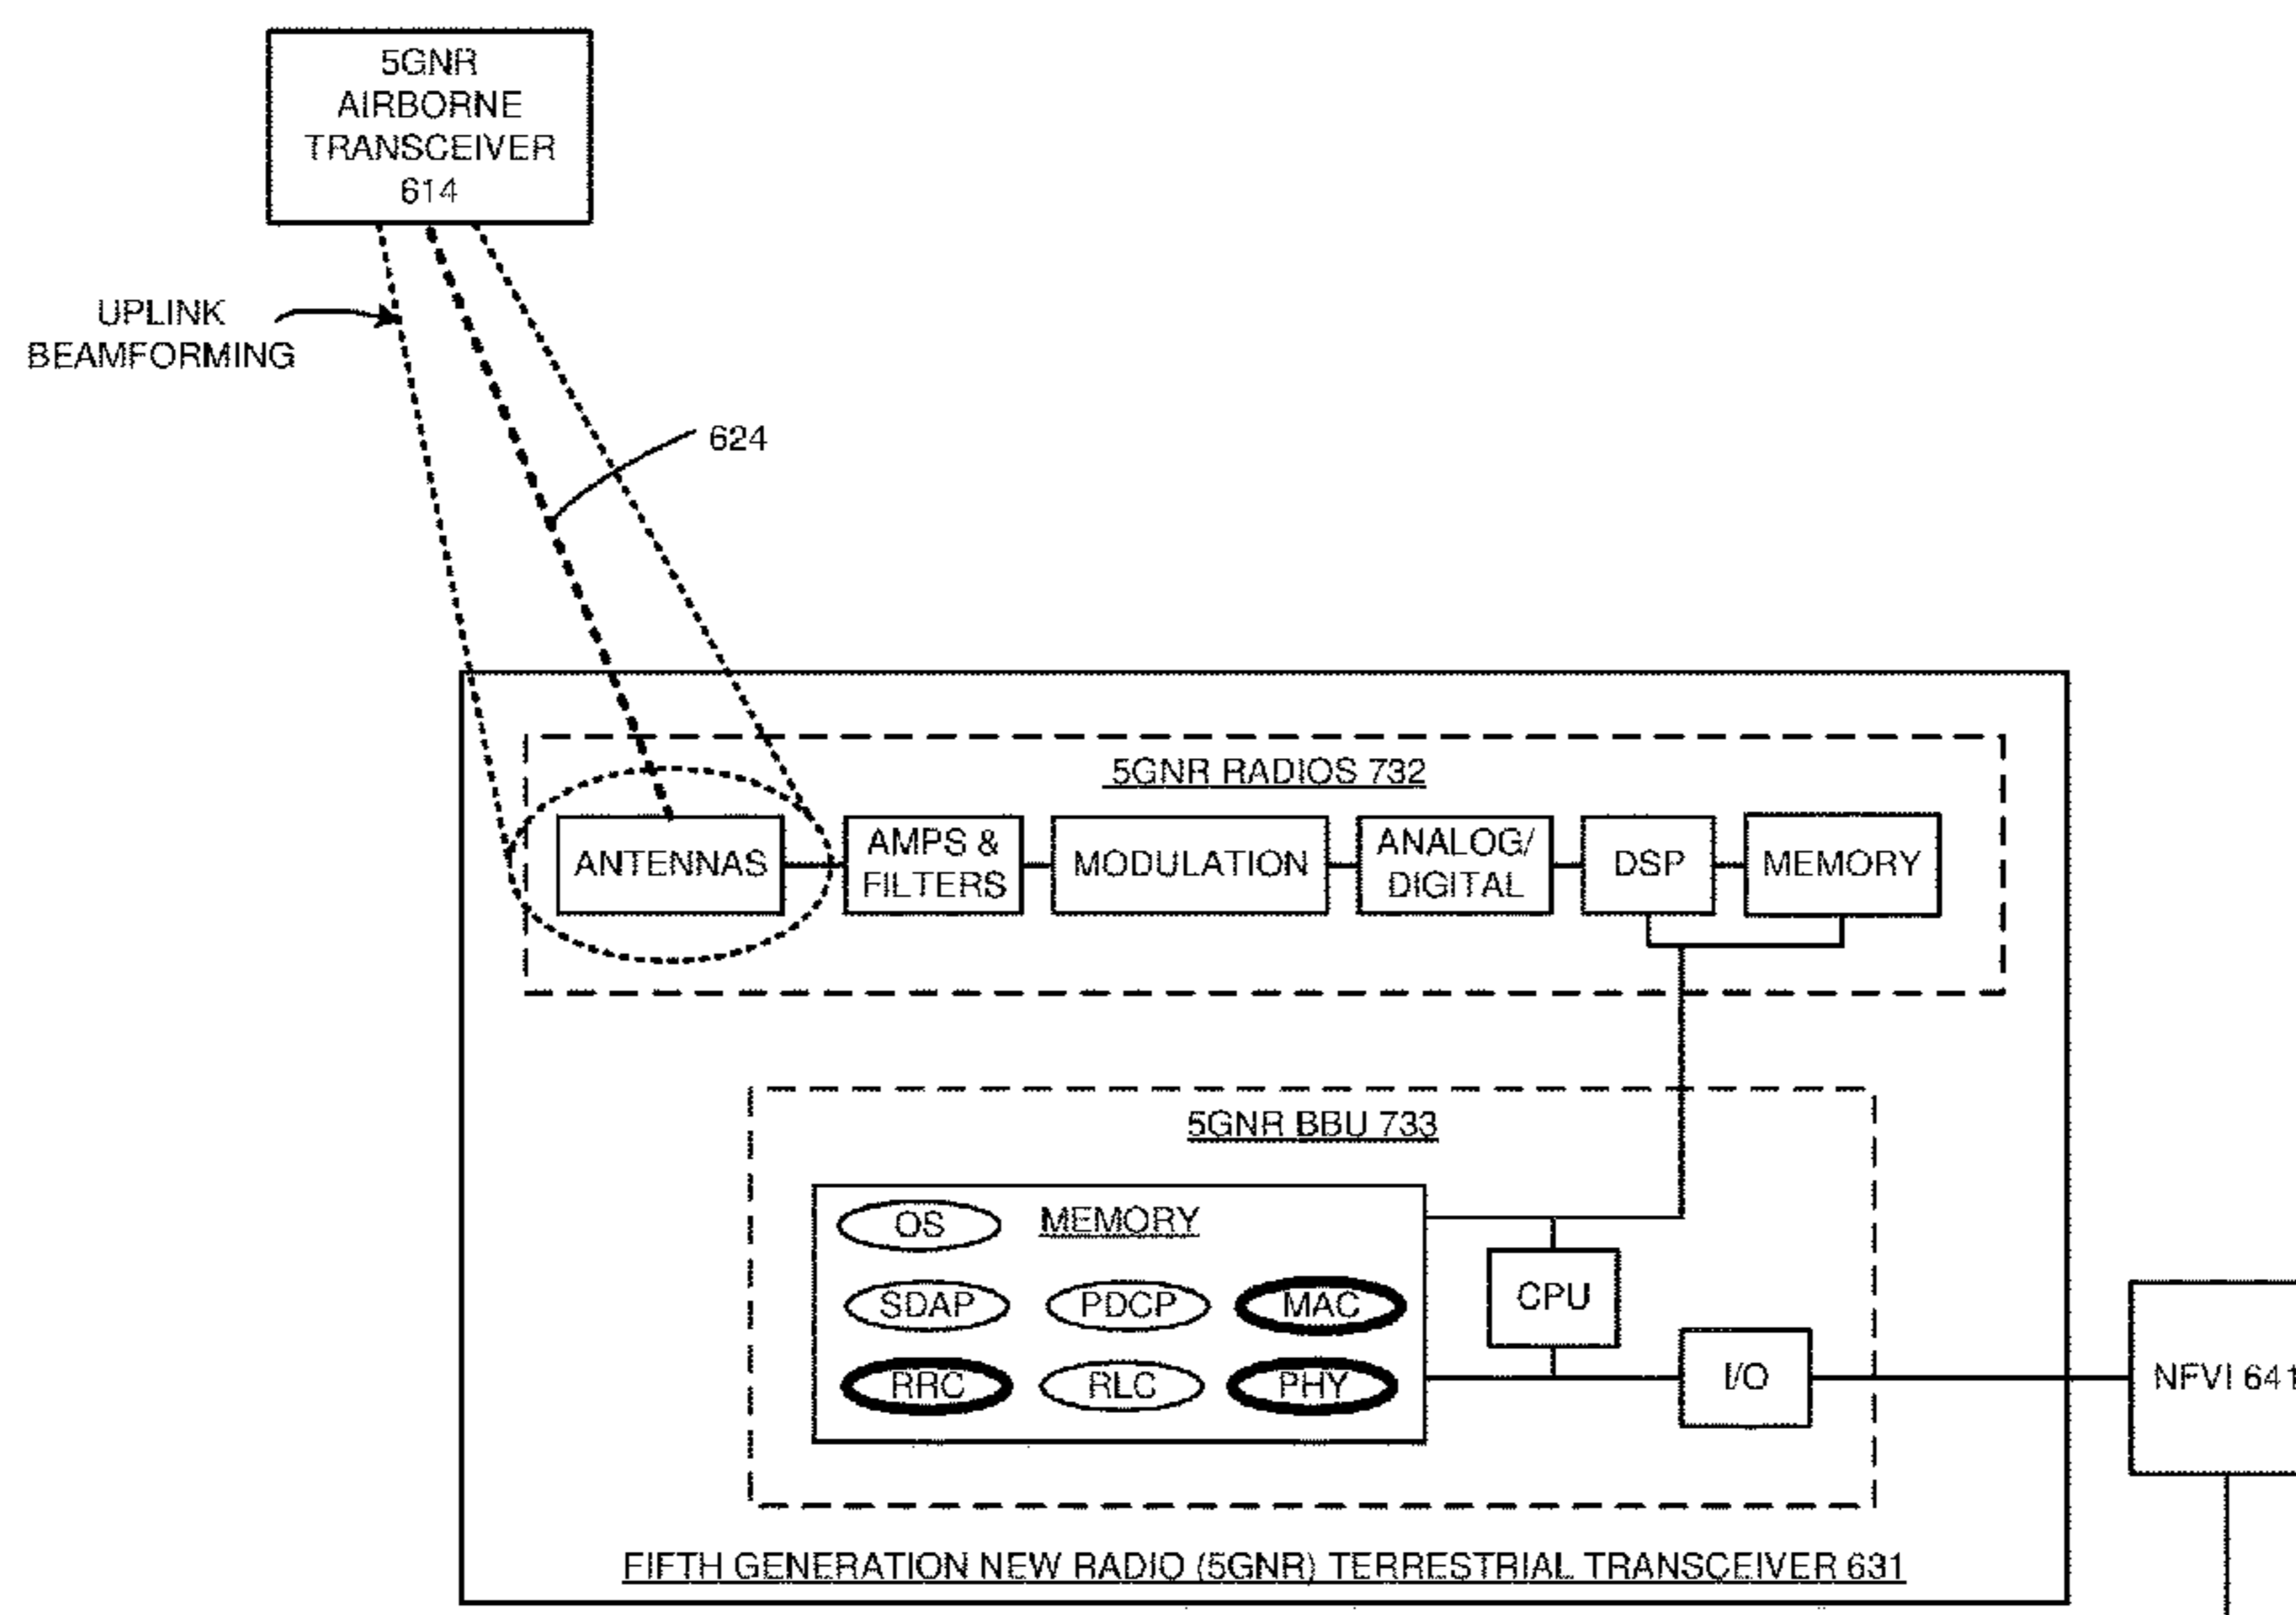 5GNR
AIRBORNE
TRANSCEIVER
614
UPLINK
BEAMFORMING
624
5GNR RADIOS 732
ANTENNAS
AMPS &
FILTERS
MODULATION
ANALOG/
DIGITAL
DSP
MEMORY
5GNR BBU 733
OS
MEMORY
SDAP
PDCP
MAC
CPU
RRC
RLC
PHY
I/O
NFVI 641
FIFTH GENERATION NEW RADIO (5GNR) TERRESTRIAL TRANSCEIVER 631